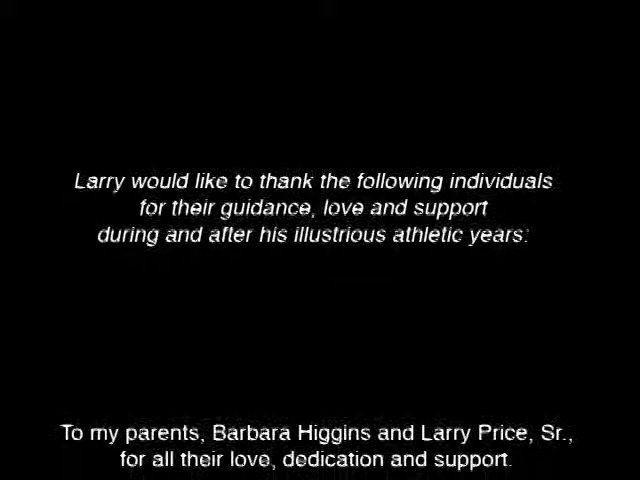 Larry would like to thank the following individuals
for their guidance, love and support
during and after his illustrious athletic years:
To my parents, Barbara Higgins and Larry Price, Sr.,
for all their love, dedication and support.